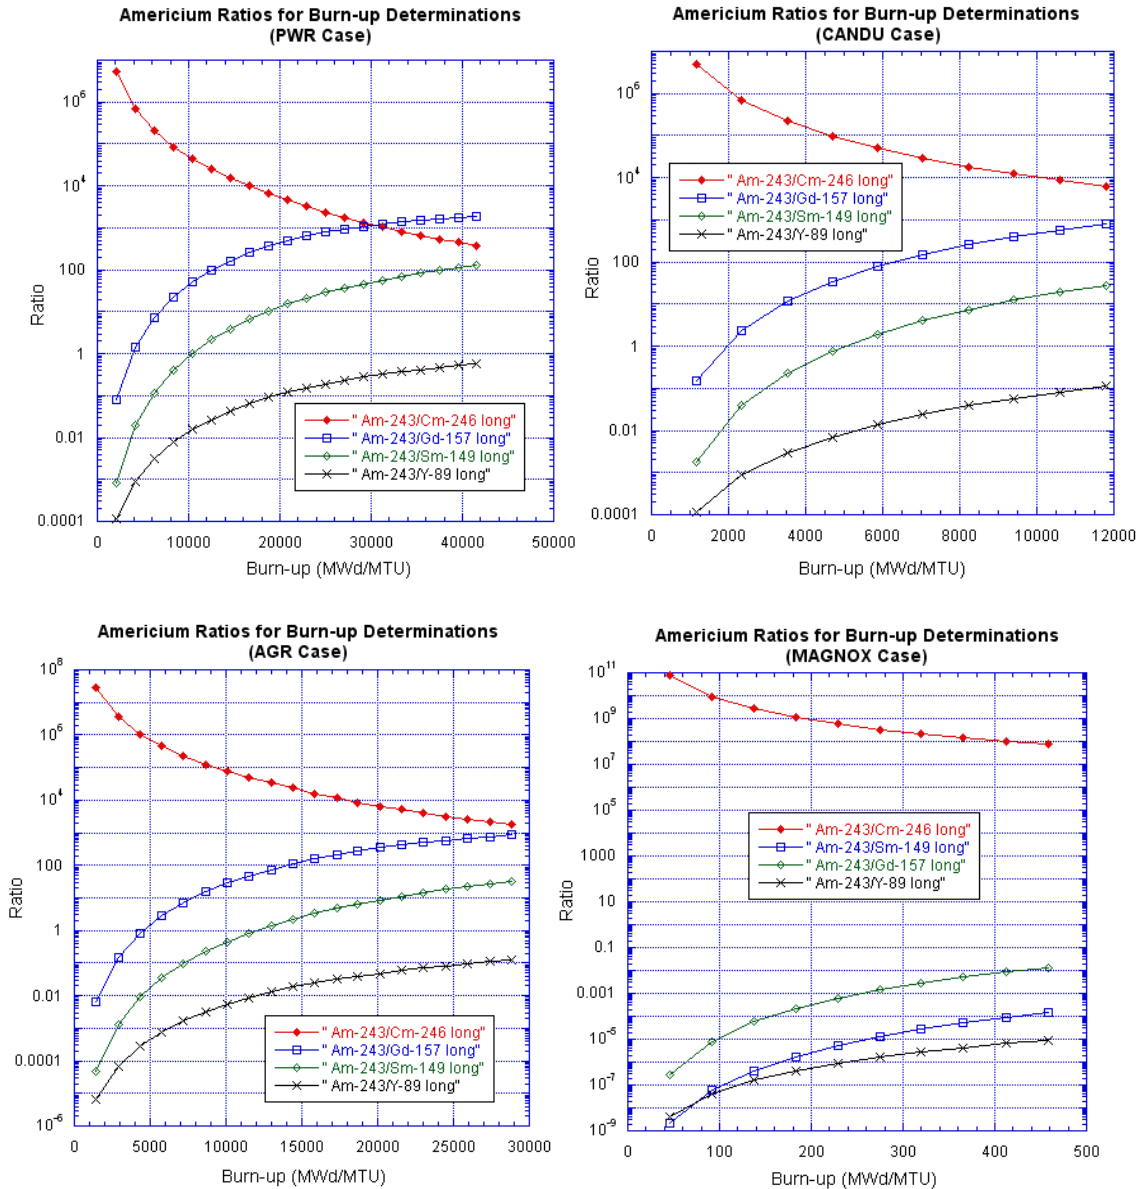 Americium Ratios for Burn-up Determinations
(PWR Case)
10^6
10^4
100
1
0.01
0.0001
Ratio
" Am-243/Cm-246 long"
" Am-243/Gd-157 long"
" Am-243/Sm-149 long"
" Am-243/Y-89 long"
0 10000 20000 30000 40000 50000
Burn-up (MWd/MTU)
Americium Ratios for Burn-up Determinations
(CANDU Case)
10^6
10^4
100
1
0.01
0.0001
Ratio
" Am-243/Cm-246 long"
" Am-243/Gd-157 long"
" Am-243/Sm-149 long"
" Am-243/Y-89 long"
0 2000 4000 6000 8000 10000 12000
Burn-up (MWd/MTU)
Americium Ratios for Burn-up Determinations
(AGR Case)
10^8
10^6
10^4
100
1
0.01
0.0001
10^-6
Ratio
" Am-243/Cm-246 long"
" Am-243/Gd-157 long"
" Am-243/Sm-149 long"
" Am-243/Y-89 long"
0 5000 10000 15000 20000 25000 30000
Burn-up (MWd/MTU)
Americium Ratios for Burn-up Determinations
(MAGNOX Case)
10^11
10^9
10^7
10^5
1000
10
0.1
0.001
10^-5
10^-7
10^-9
Ratio
" Am-243/Cm-246 long"
" Am-243/Sm-149 long"
" Am-243/Gd-157 long"
" Am-243/Y-89 long"
0 100 200 300 400 500
Burn-up (MWd/MTU)